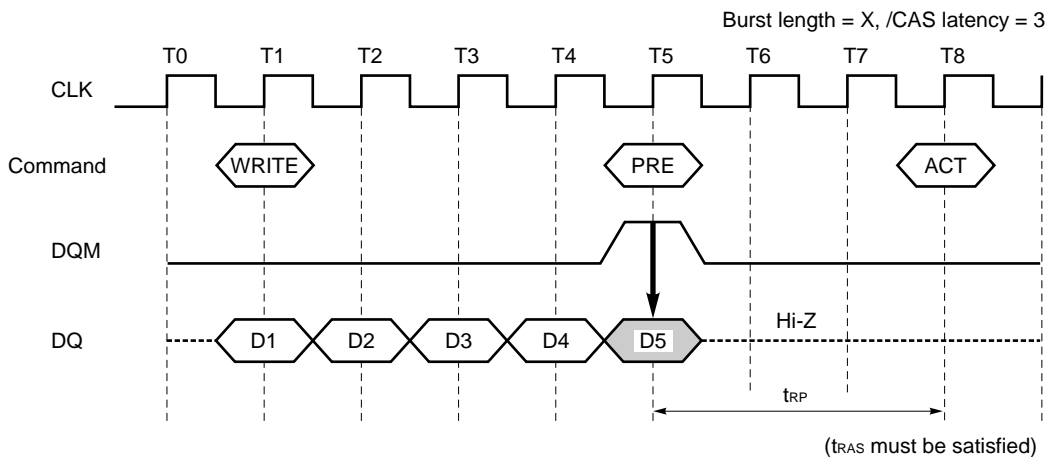 Burst length = X, /CAS latency = 3
T0 T1 T2 T3 T4 T5 T6 T7 T8
CLK
Command WRITE PRE ACT
DQM
DQ D1 D2 D3 D4 D5 Hi-Z
tRP
(tRAS must be satisfied)